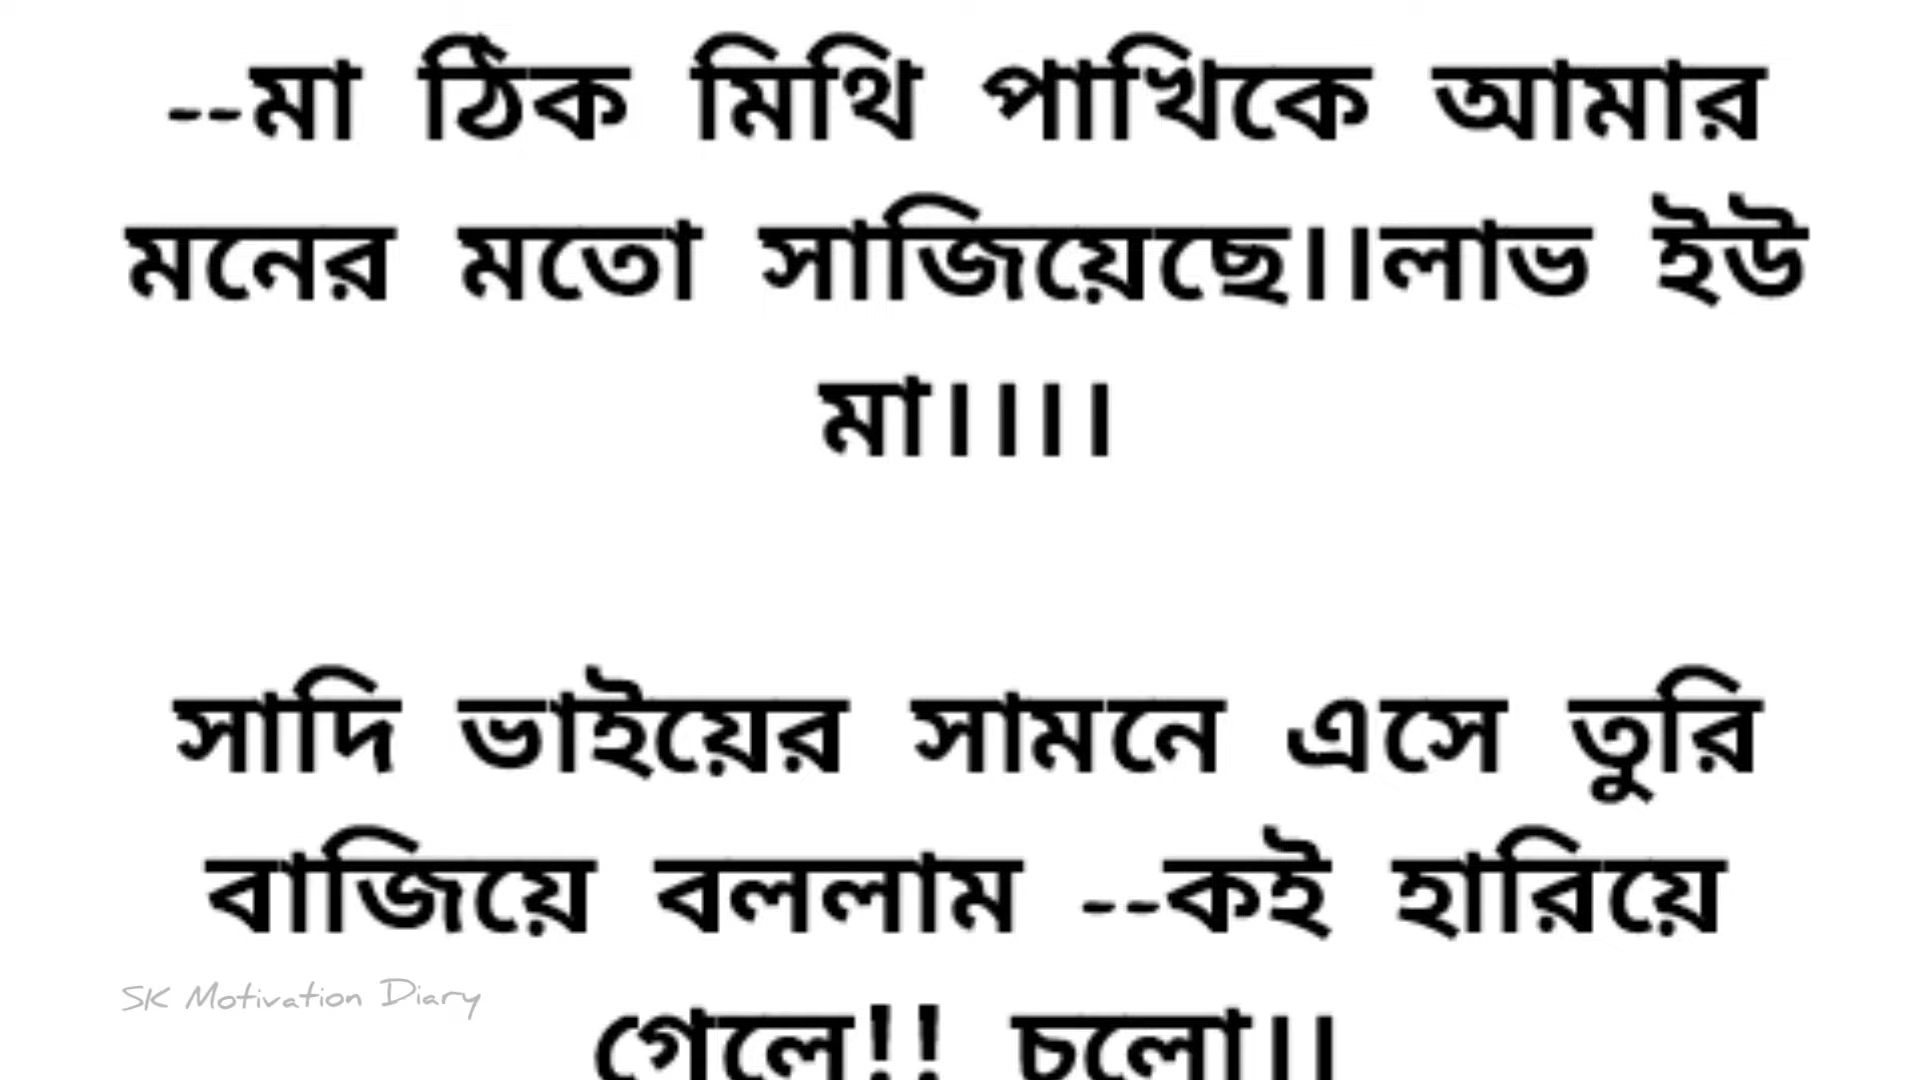 --মা ঠিক মিথি পাখিকে আমার
মনের মতো সাজিয়েছে।।লাভ ইউ
মা।।।।
সাদি ভাইয়ের সামনে এসে তুরি
বাজিয়ে বললাম --কই হারিয়ে
গেলে!! চলো।।
SK Motivation Diary